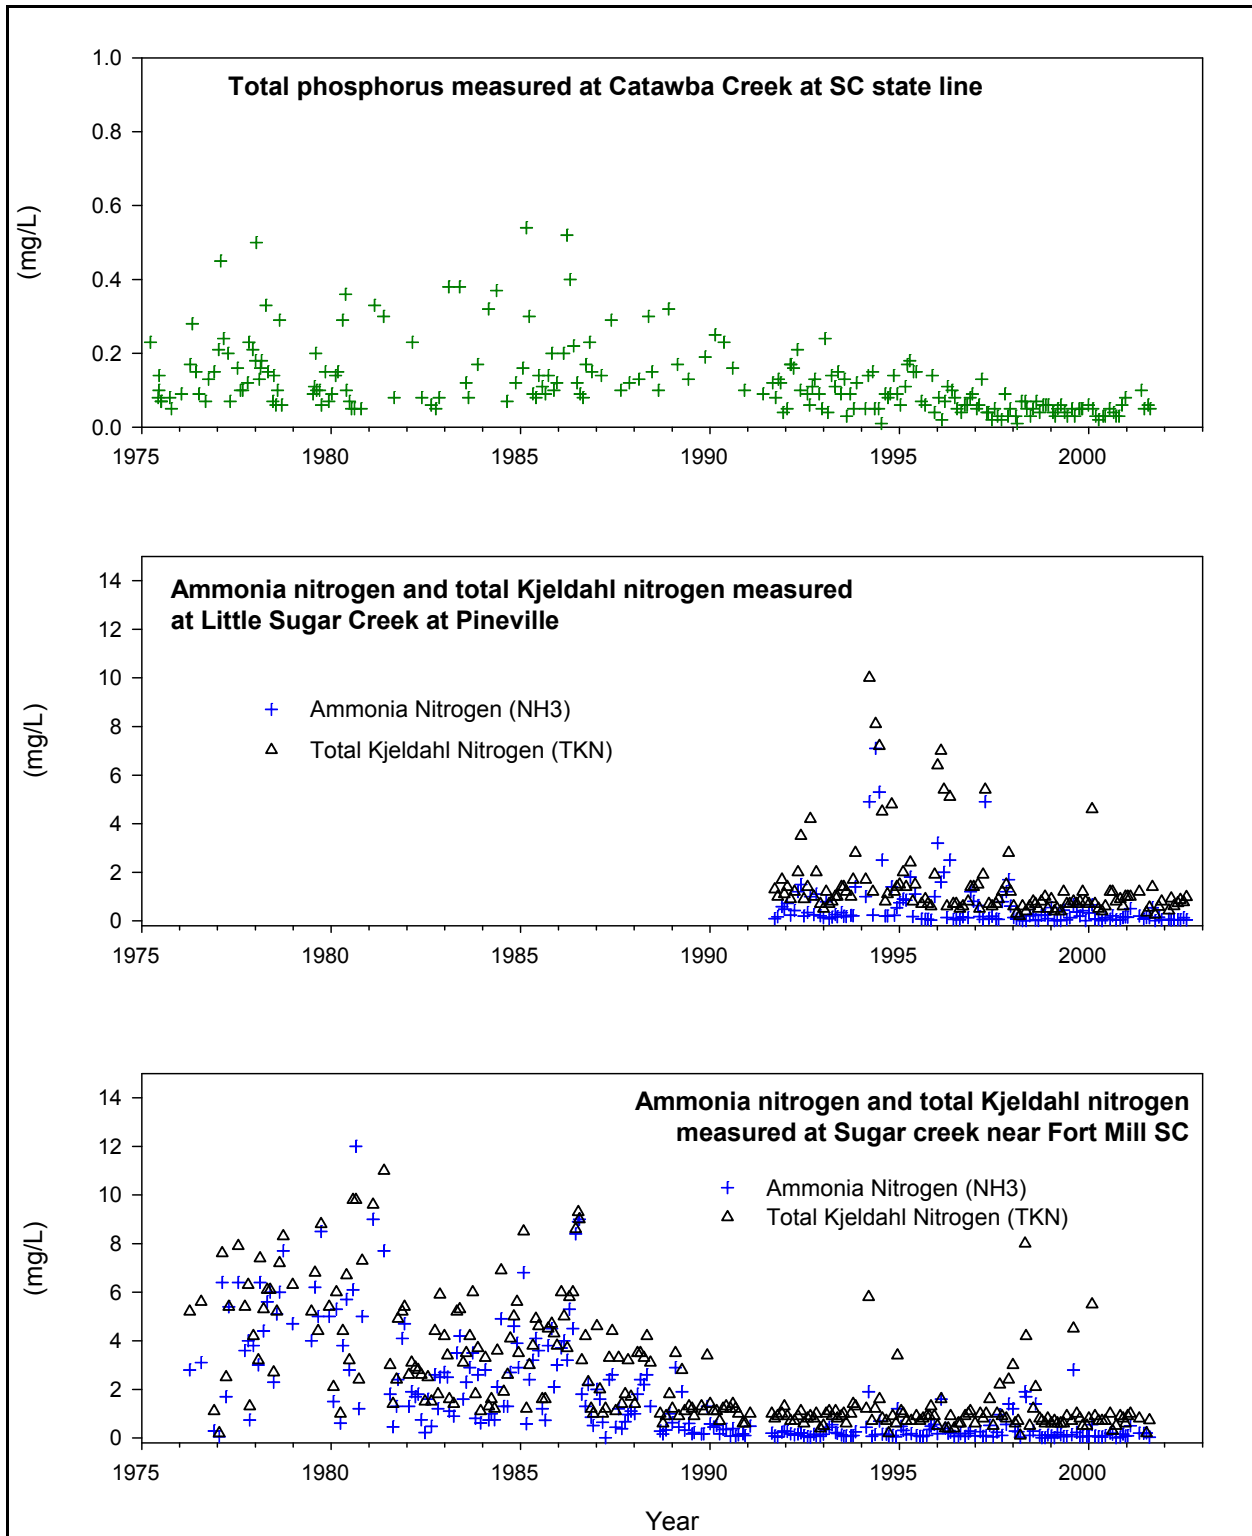 Total phosphorus measured at Catawba Creek at SC state line
(mg/L)
1.0
0.8
0.6
0.4
0.2
0.0
1975 1980 1985 1990 1995 2000
Ammonia nitrogen and total Kjeldahl nitrogen measured
at Little Sugar Creek at Pineville
Ammonia Nitrogen (NH3)
Total Kjeldahl Nitrogen (TKN)
(mg/L)
14
12
10
8
6
4
2
0
1975 1980 1985 1990 1995 2000
Ammonia nitrogen and total Kjeldahl nitrogen
measured at Sugar creek near Fort Mill SC
Ammonia Nitrogen (NH3)
Total Kjeldahl Nitrogen (TKN)
(mg/L)
14
12
10
8
6
4
2
0
1975 1980 1985 1990 1995 2000
Year